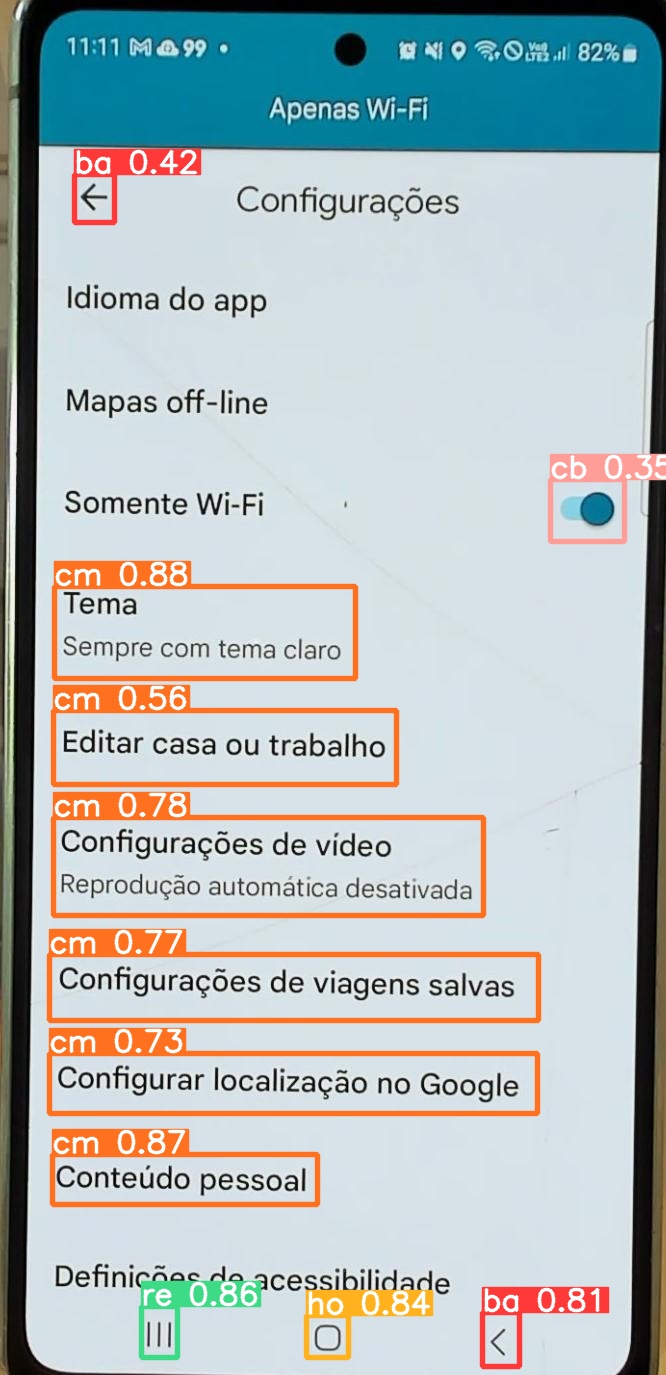 11:11 99 VoD LTE2 82%
Apenas Wi-Fi
ba 0.42
Configurações
Idioma do app
Mapas off-line
cb 0.35
Somente Wi-Fi
cm 0.88
Tema
Sempre com tema claro
cm 0.56
Editar casa ou trabalho
cm 0.78
Configurações de vídeo
Reprodução automática desativada
cm 0.77
Configurações de viagens salvas
cm 0.73
Configurar localização no Google
cm 0.87
Conteúdo pessoal
Definições de acessibilidade
re 0.86
ho 0.84
ba 0.81